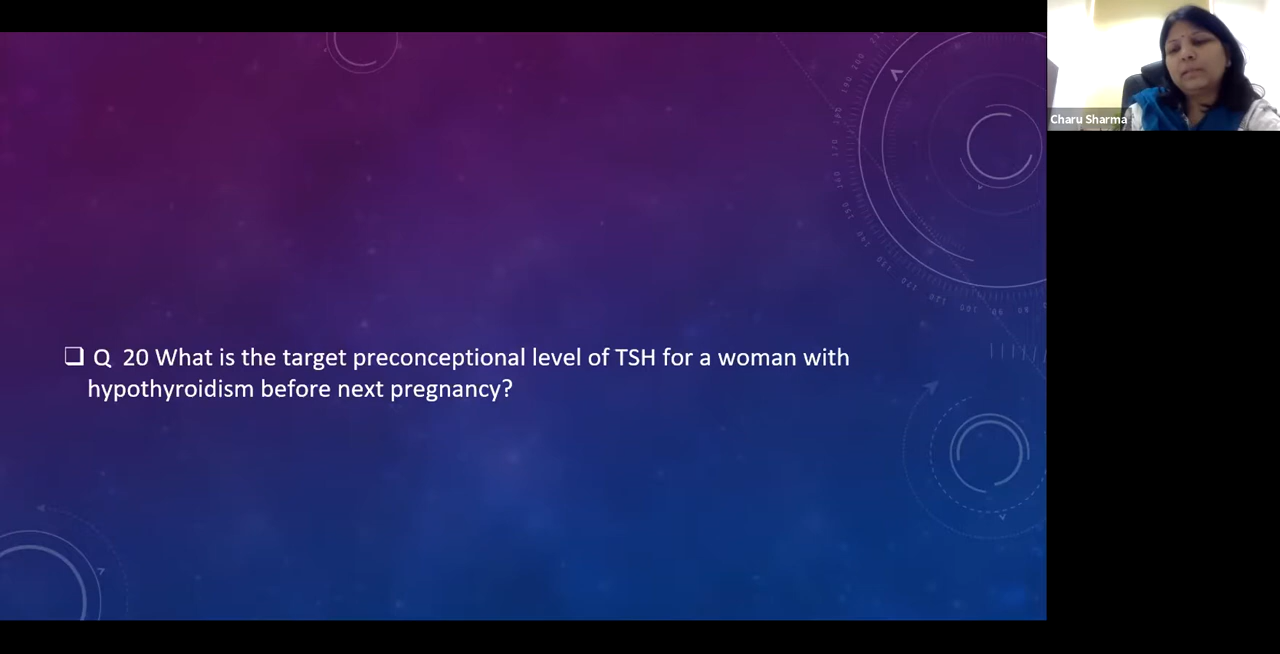 Charu Sharma
❑ Q 20 What is the target preconceptional level of TSH for a woman with
hypothyroidism before next pregnancy?